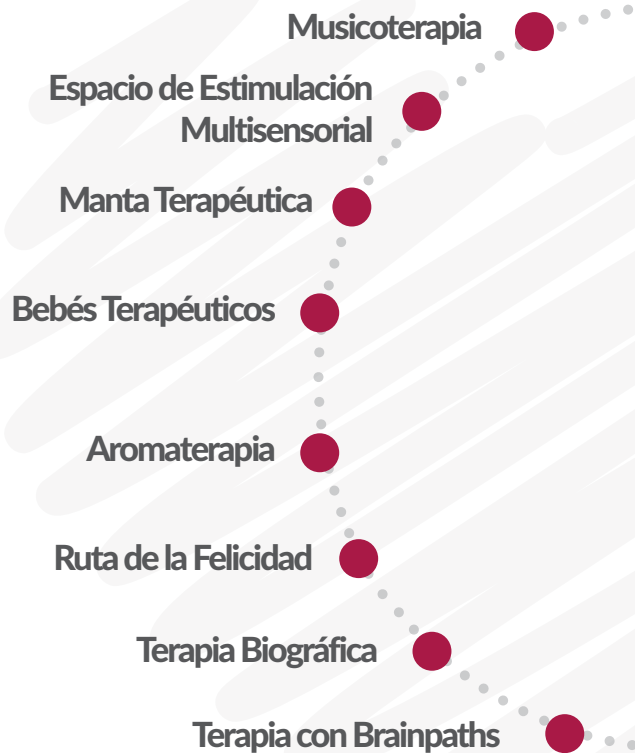 Musicoterapia
Espacio de Estimulación
Multisensorial
Manta Terapéutica
Bebés Terapéuticos
Aromaterapia
Ruta de la Felicidad
Terapia Biográfica
Terapia con Brainpaths